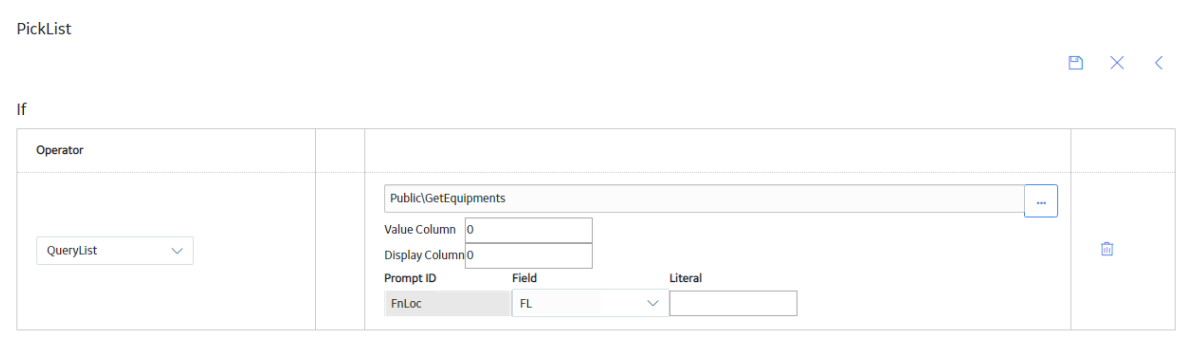 PickList
If
Operator
Public\GetEquipments
...
Value Column 0
QueryList
Display Column 0
Prompt ID Field Literal
FnLoc FL